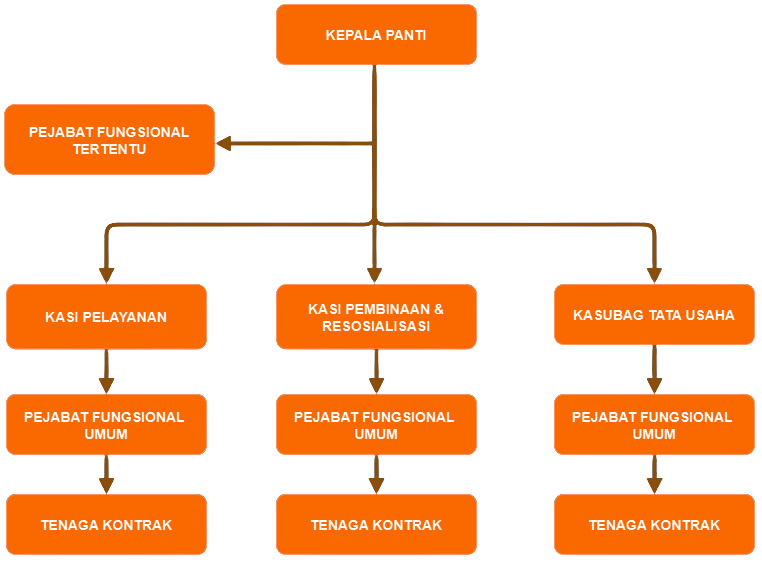 KEPALA PANTI
PEJABAT FUNGSIONAL
TERTENTU
KASI PELAYANAN
KASI PEMBINAAN &
RESOSIALISASI
KASUBAG TATA USAHA
PEJABAT FUNGSIONAL
UMUM
PEJABAT FUNGSIONAL
UMUM
PEJABAT FUNGSIONAL
UMUM
TENAGA KONTRAK
TENAGA KONTRAK
TENAGA KONTRAK